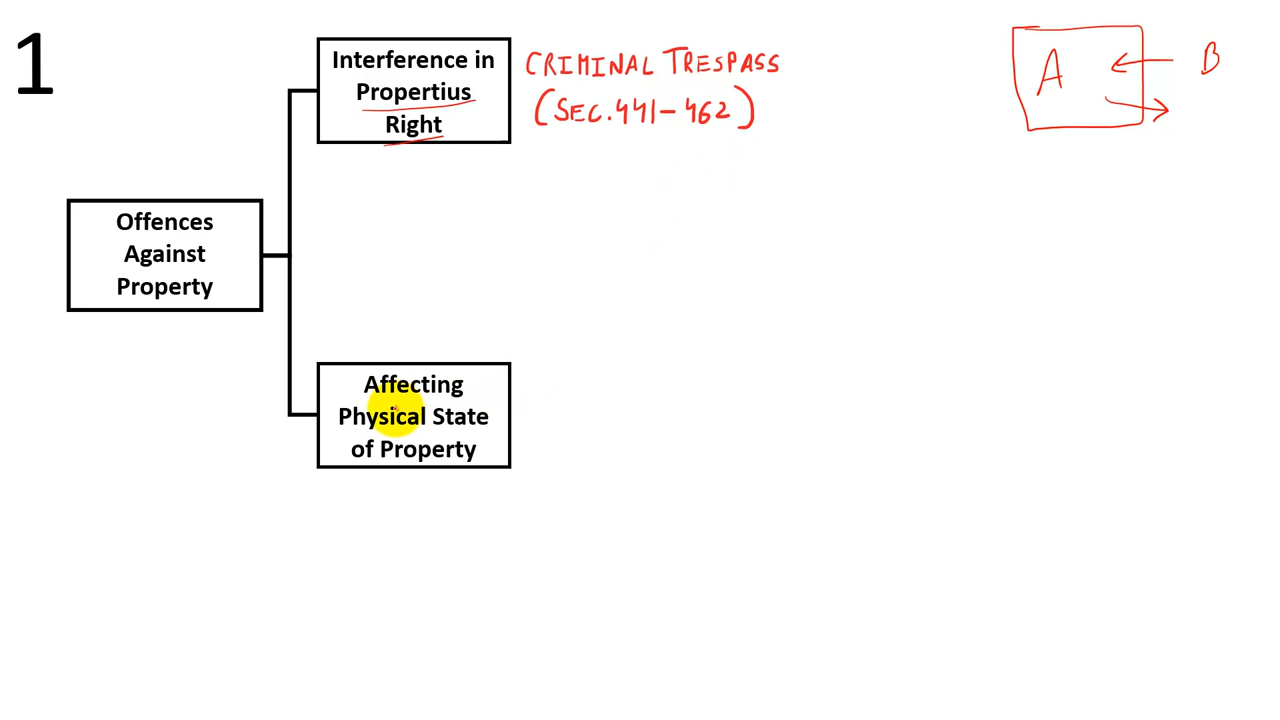 1
Interference in
Propertius
Right
CRIMINAL TRESPASS
(SEC. 441-462)
A
B
Offences
Against
Property
Affecting
Physical State
of Property